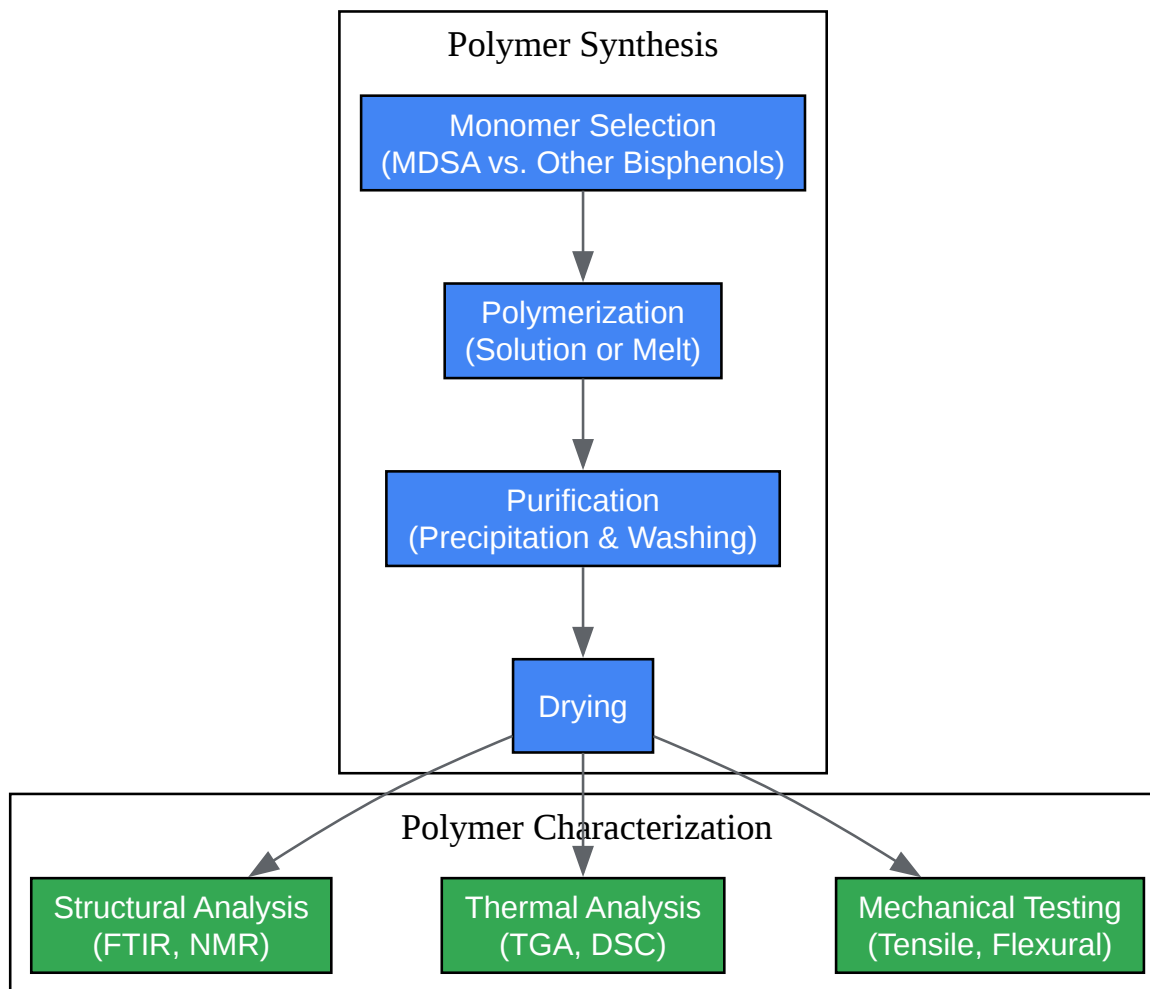 Polymer Synthesis
Monomer Selection
(MDSA vs. Other Bisphenols)
Polymerization
(Solution or Melt)
Purification
(Precipitation & Washing)
Drying
Polymer Characterization
Structural Analysis
(FTIR, NMR)
Thermal Analysis
(TGA, DSC)
Mechanical Testing
(Tensile, Flexural)